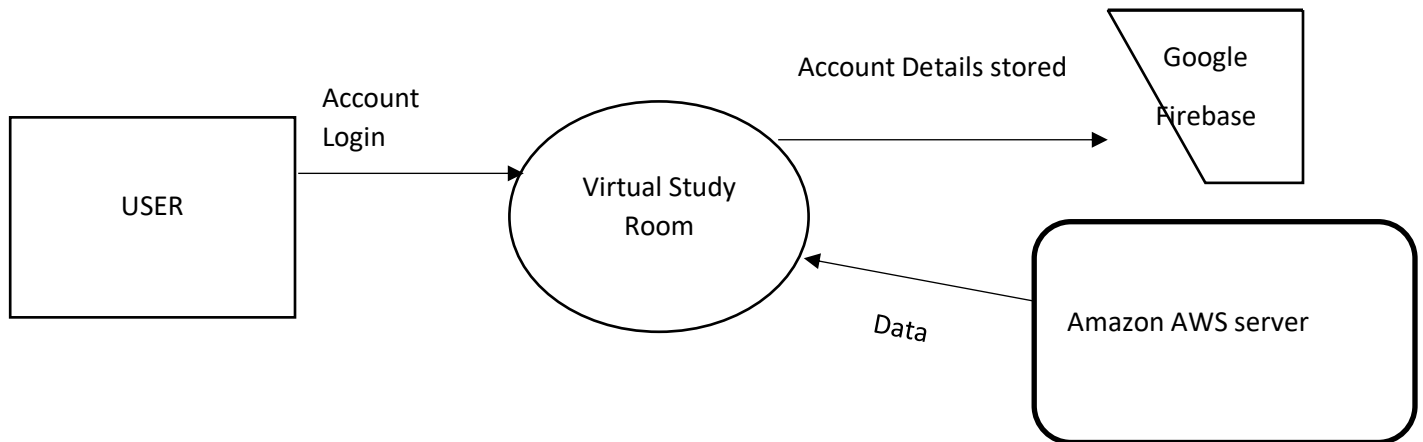 Account
Login
USER
Virtual Study
Room
Account Details stored
Google
Firebase
Data
Amazon AWS server